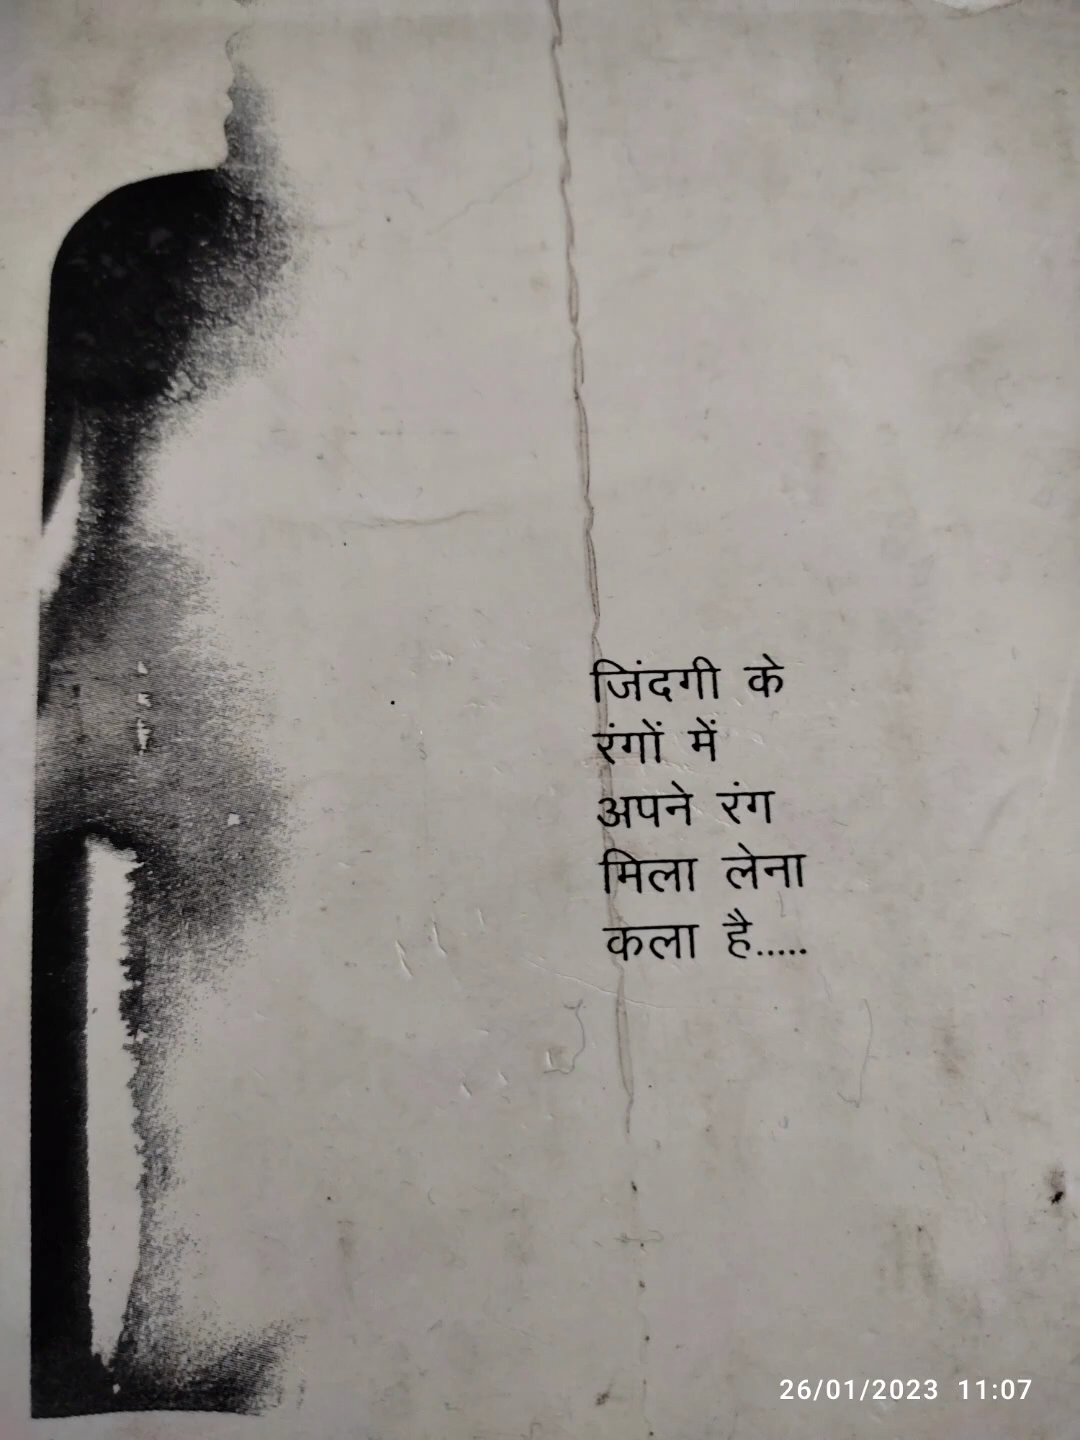 जिंदगी के
रंगों में
अपने रंग
मिला लेना
कला है.....
26/01/2023 11:07